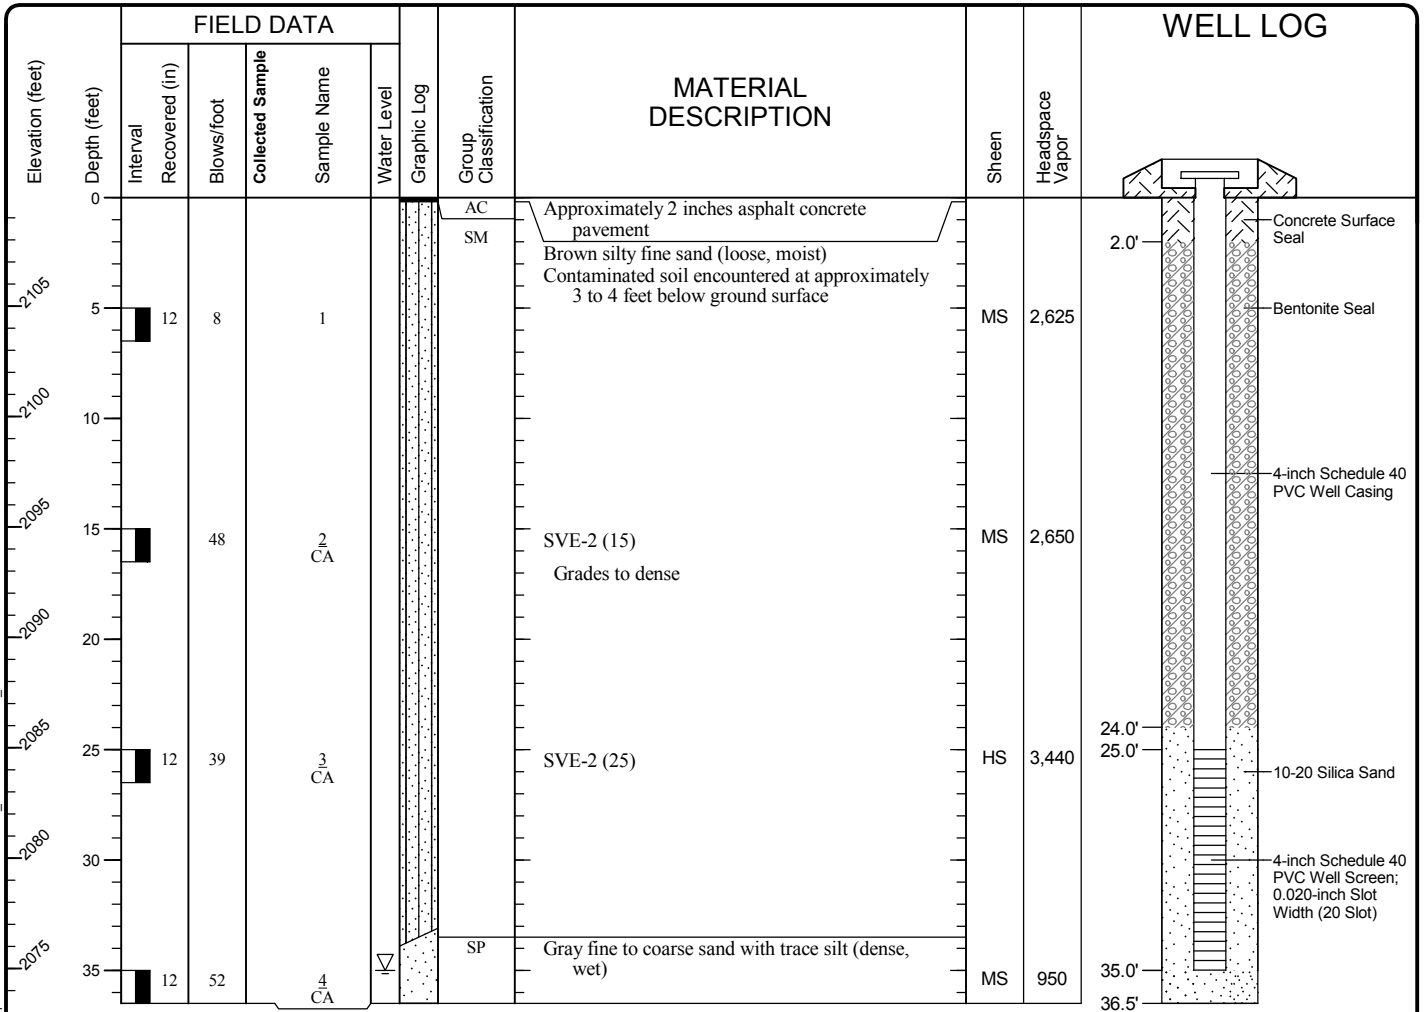 FIELD DATA
WELL LOG
Elevation (feet)
Depth (feet)
Interval
Recovered (in)
Blows/foot
Collected Sample
Sample Name
Water Level
Graphic Log
Group
Classification
MATERIAL
DESCRIPTION
Sheen
Headspace
Vapor
0
AC
Approximately 2 inches asphalt concrete
pavement
Concrete Surface
Seal
SM
2.0'
Brown silty fine sand (loose, moist)
Contaminated soil encountered at approximately
3 to 4 feet below ground surface
2105
5
12
8
1
MS
2,625
Bentonite Seal
2100
10
4-inch Schedule 40
PVC Well Casing
2095
15
48
2
CA
SVE-2 (15)
MS
2,650
Grades to dense
2090
20
2085
24.0'
25
12
39
3
CA
SVE-2 (25)
HS
3,440
25.0'
10-20 Silica Sand
2080
30
4-inch Schedule 40
PVC Well Screen;
0.020-inch Slot
Width (20 Slot)
2075
SP
Gray fine to coarse sand with trace silt (dense,
wet)
35
12
52
4
CA
MS
950
35.0'
36.5'